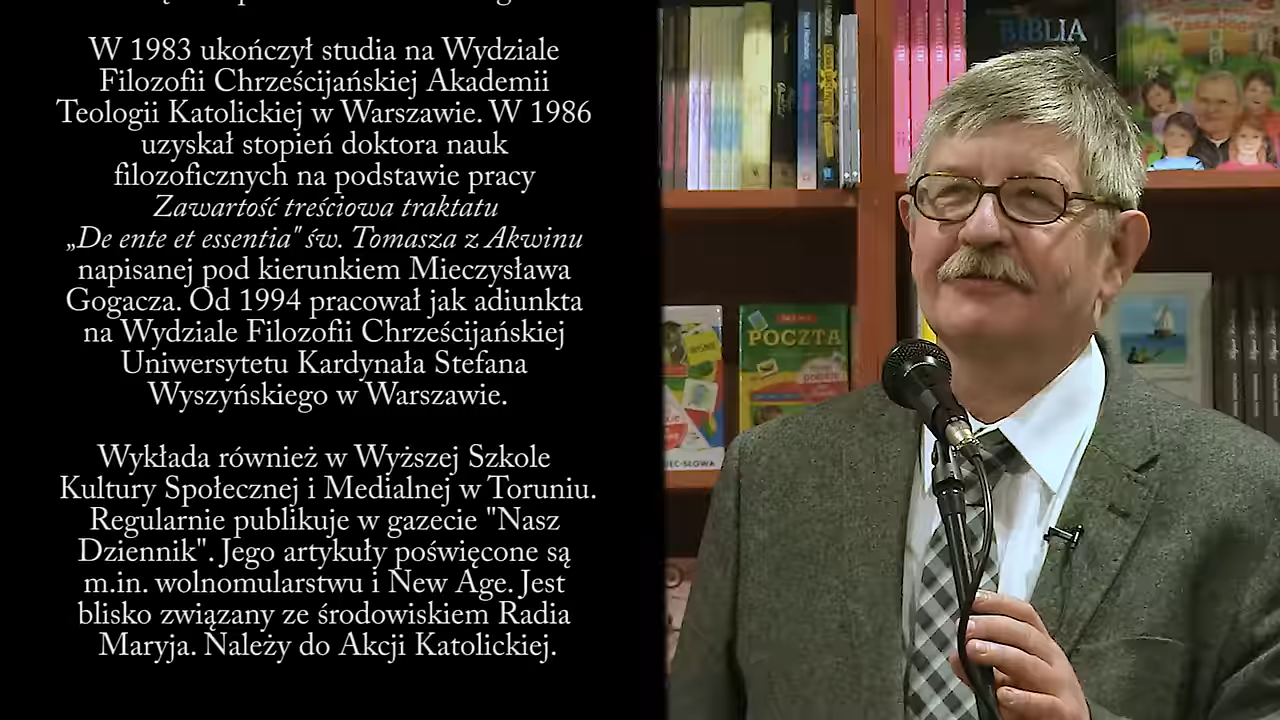 W 1983 ukończył studia na Wydziale
Filozofii Chrześcijańskiej Akademii
Teologii Katolickiej w Warszawie. W 1986
uzyskał stopień doktora nauk
filozoficznych na podstawie pracy
Zawartość treściowa traktatu
„De ente et essentia" św. Tomasza z Akwinu
napisanej pod kierunkiem Mieczysława
Gogacza. Od 1994 pracował jak adiunkta
na Wydziale Filozofii Chrześcijańskiej
Uniwersytetu Kardynała Stefana
Wyszyńskiego w Warszawie.
Wykłada również w Wyższej Szkole
Kultury Społecznej i Medialnej w Toruniu.
Regularnie publikuje w gazecie "Nasz
Dziennik". Jego artykuły poświęcone są
m.in. wolnomularstwu i New Age. Jest
blisko związany ze środowiskiem Radia
Maryja. Należy do Akcji Katolickiej.
BIBLIA
POCZTA